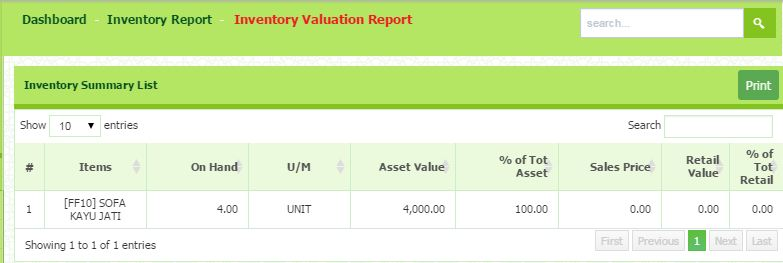 Dashboard - Inventory Report - Inventory Valuation Report search...
Inventory Summary List Print
Show 10 entries Search
# Items On Hand U/M Asset Value % of Tot Asset Sales Price Retail Value % of Tot Retail
1 [FF10] SOFA KAYU JATI 4.00 UNIT 4,000.00 100.00 0.00 0.00 0.00
Showing 1 to 1 of 1 entries First Previous 1 Next Last